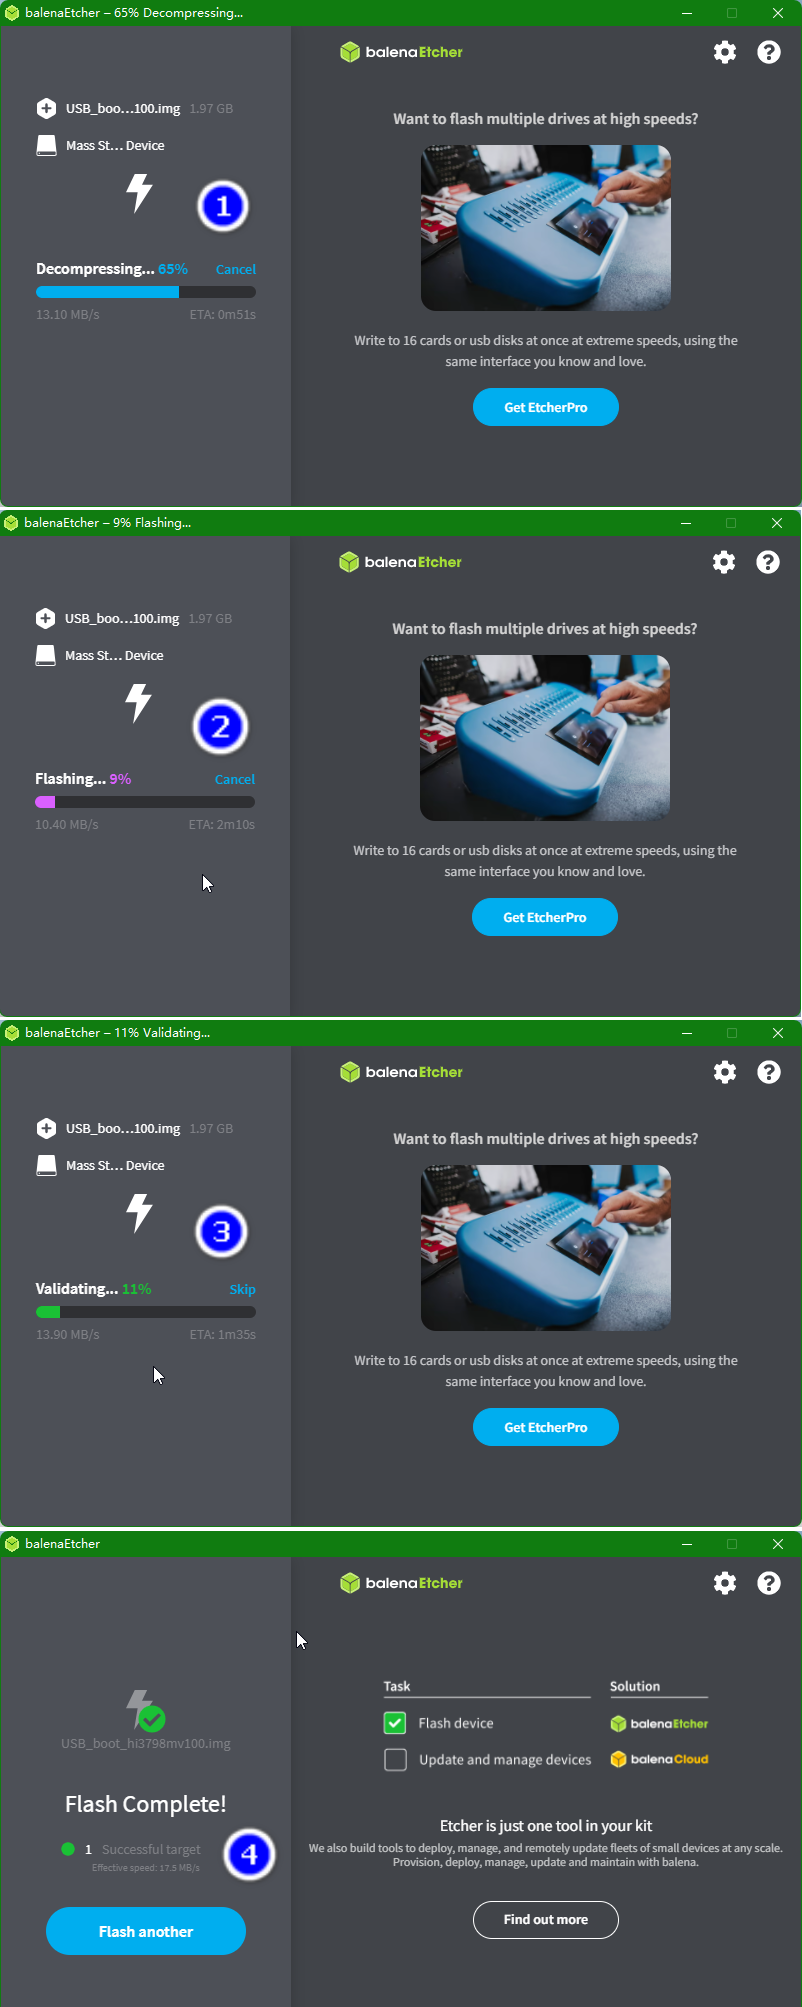 balenaEtcher – 65% Decompressing...
balenaEtcher
USB_boo...100.img 1.97 GB
Mass St... Device
1
Decompressing... 65% Cancel
13.10 MB/s ETA: 0m51s
Want to flash multiple drives at high speeds?
Write to 16 cards or usb disks at once at extreme speeds, using the
same interface you know and love.
Get EtcherPro
balenaEtcher – 9% Flashing...
balenaEtcher
USB_boo...100.img 1.97 GB
Mass St... Device
2
Flashing... 9% Cancel
10.40 MB/s ETA: 2m10s
Want to flash multiple drives at high speeds?
Write to 16 cards or usb disks at once at extreme speeds, using the
same interface you know and love.
Get EtcherPro
balenaEtcher – 11% Validating...
balenaEtcher
USB_boo...100.img 1.97 GB
Mass St... Device
3
Validating... 11% Skip
13.90 MB/s ETA: 1m35s
Want to flash multiple drives at high speeds?
Write to 16 cards or usb disks at once at extreme speeds, using the
same interface you know and love.
Get EtcherPro
balenaEtcher
balenaEtcher
USB_boot_hi3798mv100.img
Flash Complete!
1 Successful target
Effective speed: 17.5 MB/s
4
Flash another
Task Solution
Flash device balenaEtcher
Update and manage devices balenaCloud
Etcher is just one tool in your kit
We also build tools to deploy, manage, and remotely update fleets of small devices at any scale.
Provision, deploy, manage, update and maintain with balena.
Find out more